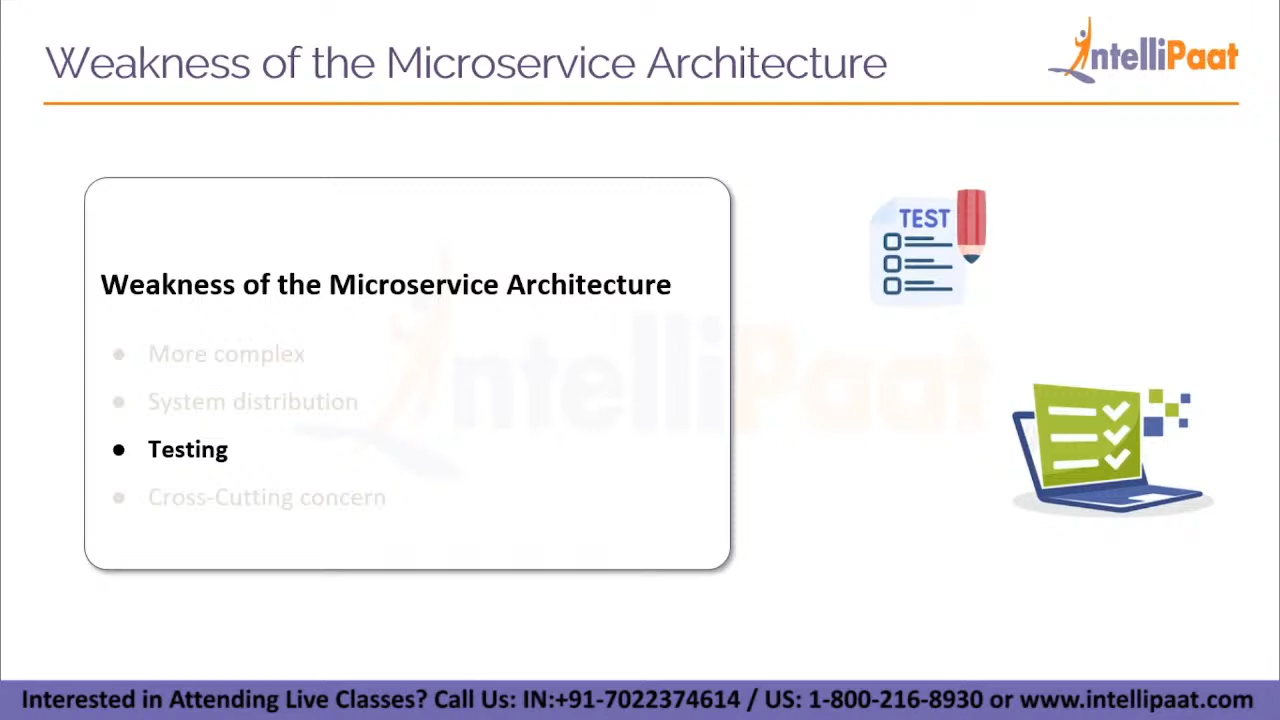 Weakness of the Microservice Architecture
IntelliPaat
TEST
Weakness of the Microservice Architecture
● More complex
● System distribution
● Testing
● Cross-Cutting concern
IntelliPaat
Interested in Attending Live Classes? Call Us: IN:+91-7022374614 / US: 1-800-216-8930 or www.intellipaat.com